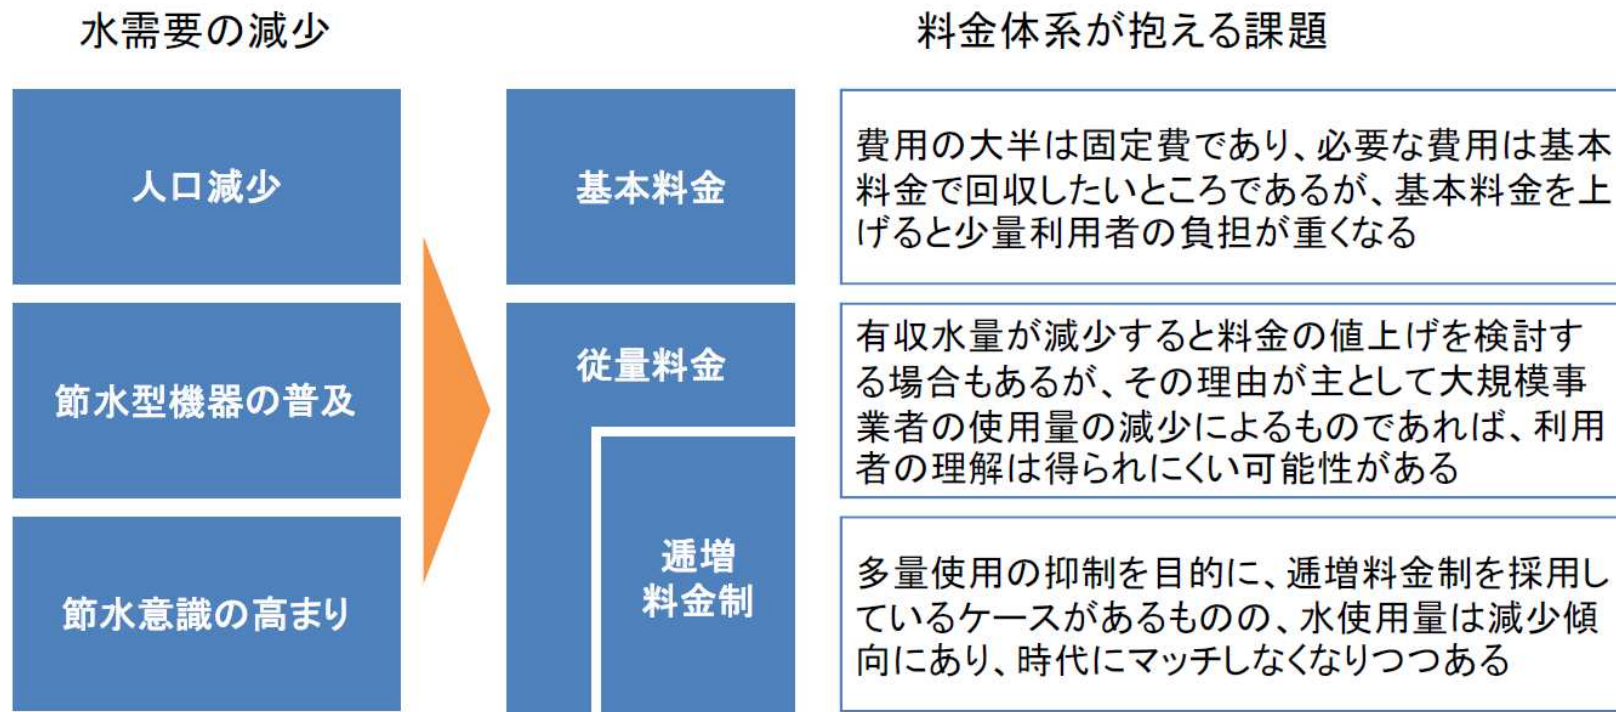 水需要の減少
料金体系が抱える課題
人口減少
節水型機器の普及
節水意識の高まり
基本料金
従量料金
逓増
料金制
費用の大半は固定費であり、必要な費用は基本
料金で回収したいところであるが、基本料金を上
げると少量利用者の負担が重くなる
有収水量が減少すると料金の値上げを検討す
る場合もあるが、その理由が主として大規模事
業者の使用量の減少によるものであれば、利用
者の理解は得られにくい可能性がある
多量使用の抑制を目的に、逓増料金制を採用し
ているケースがあるものの、水使用量は減少傾
向にあり、時代にマッチしなくなりつつある